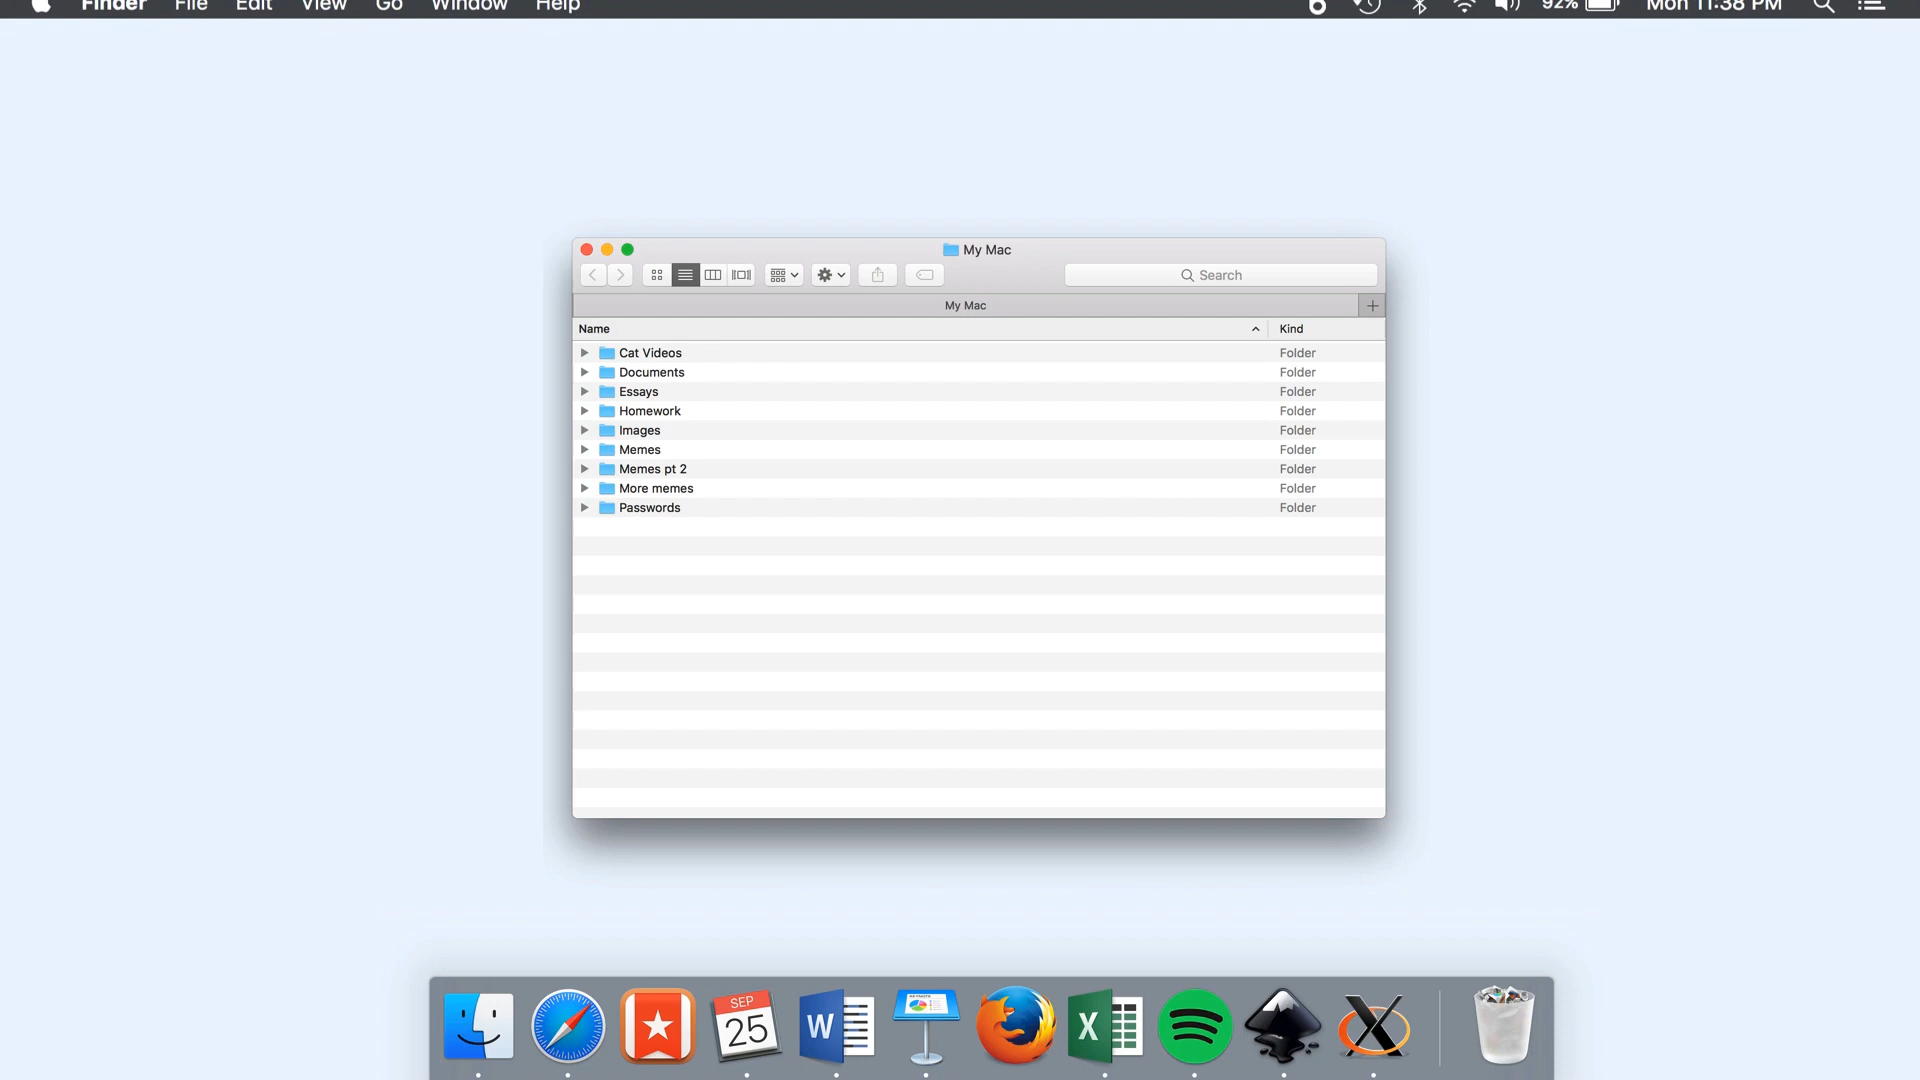 Finder File Edit View Go Window Help 92% Mon 11:38 PM
My Mac
Search
My Mac
Name Kind
Cat Videos Folder
Documents Folder
Essays Folder
Homework Folder
Images Folder
Memes Folder
Memes pt 2 Folder
More memes Folder
Passwords Folder
SEP
25
W
X
X